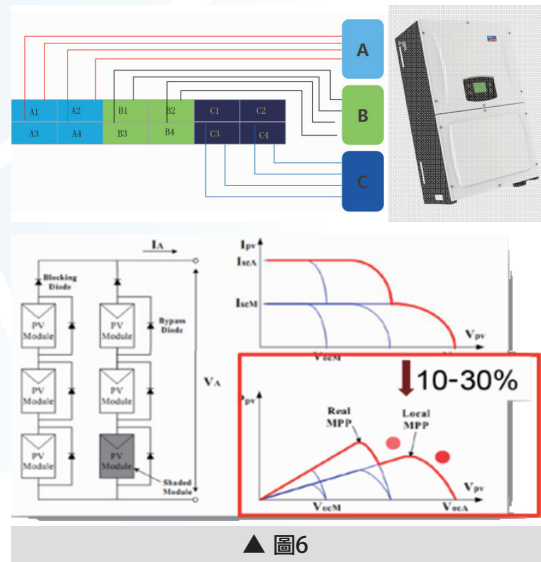 A
B
C
A1 A2 B1 B2 C1 C2
A3 A4 B3 B4 C3 C4
IA
Blocking
Diode
PV
Module
PV
Module
Bypass
Diode
PV
Module
PV
Module
PV
Module
PV
Module
Shaded
Module
VA
Ipv
IscA
IscM
Vpv
VocM VocA
10-30%
Ppv
Real
MPP
Local
MPP
Vpv
VocM VocA
▲ 圖6